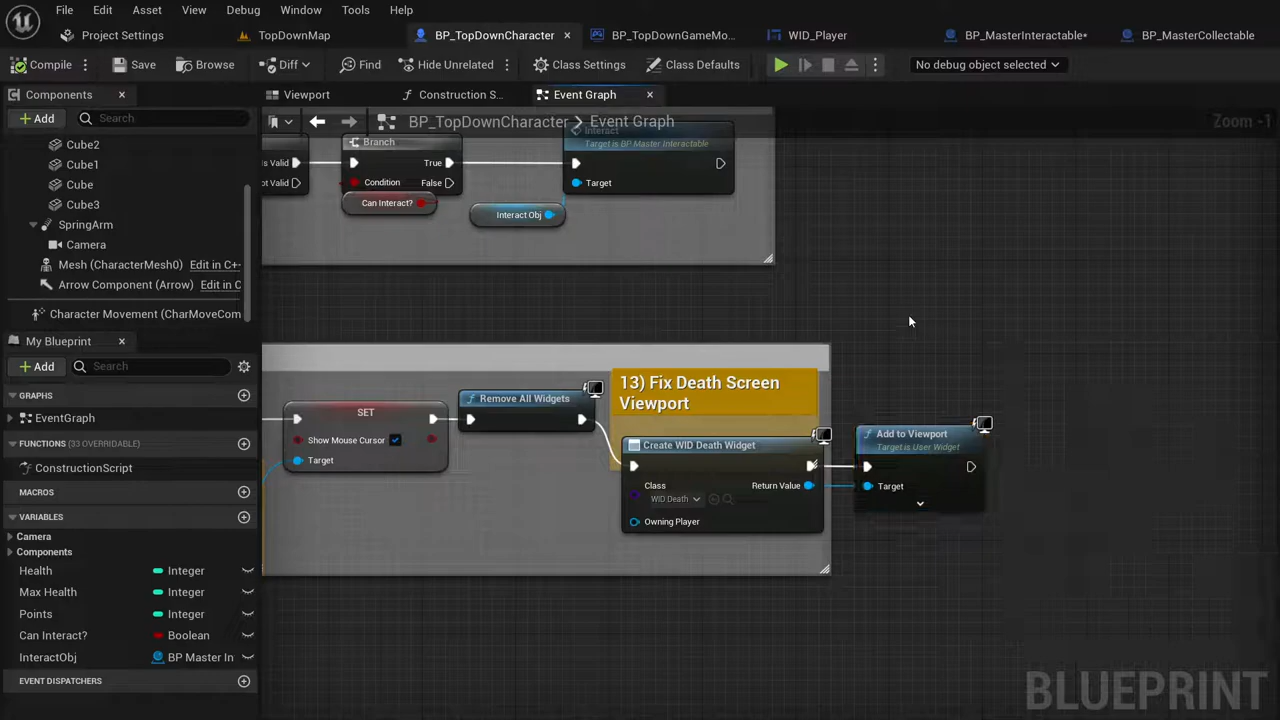 File Edit Asset View Debug Window Tools Help
Project Settings TopDownMap BP_TopDownCharacter BP_TopDownGameMo... WID_Player BP_MasterInteractable* BP_MasterCollectable
Compile Save Browse Diff Find Hide Unrelated Class Settings Class Defaults No debug object selected
Components
Add Search
Cube2
Cube1
Cube
Cube3
SpringArm
Camera
Mesh (CharacterMesh0) Edit in C+
Arrow Component (Arrow) Edit in C
Character Movement (CharMoveCom
My Blueprint
Add Search
GRAPHS
EventGraph
FUNCTIONS (33 OVERRIDABLE)
ConstructionScript
MACROS
VARIABLES
Camera
Components
Health Integer
Max Health Integer
Points Integer
Can Interact? Boolean
InteractObj BP Master In
EVENT DISPATCHERS
Viewport Construction S... Event Graph
BP_TopDownCharacter > Event Graph Zoom -1
Is Valid
ot Valid
Branch
True
Condition False
Can Interact?
Interact Obj
Interact
Target is BP Master Interactable
Target
SET
Show Mouse Cursor
Target
Remove All Widgets
13) Fix Death Screen
Viewport
Create WID Death Widget
Class Return Value
WID Death
Owning Player
Add to Viewport
Target is User Widget
Target
BLUEPRINT